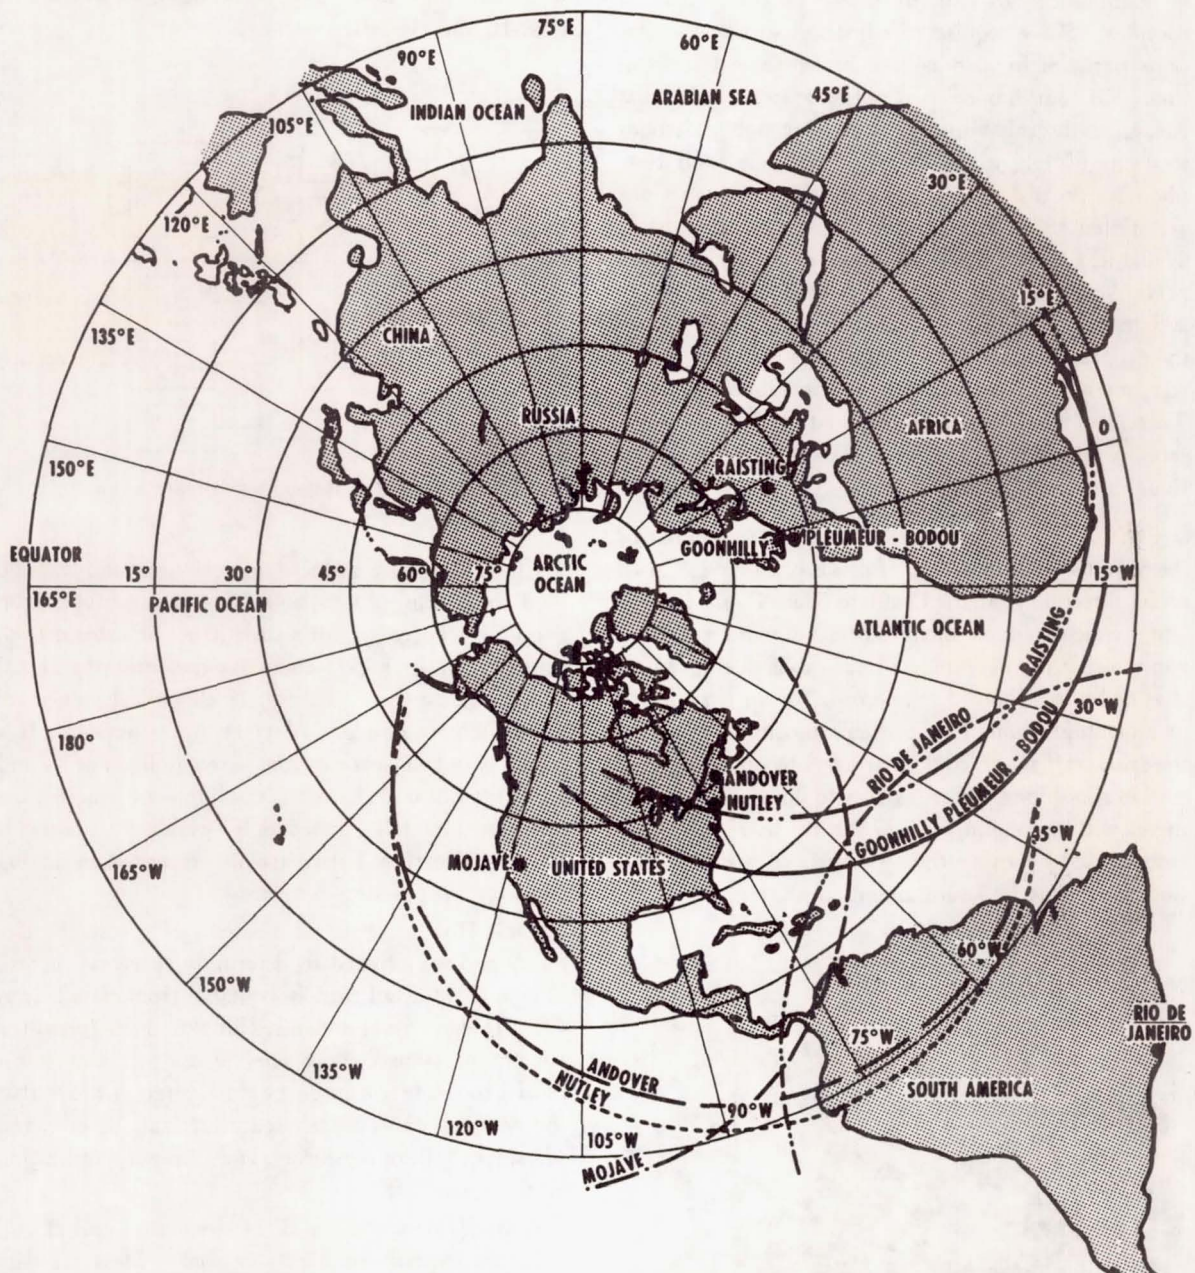 75°E
60°E
90°E
45°E
INDIAN OCEAN
ARABIAN SEA
105°E
30°E
120°E
15°E
135°E
CHINA
RUSSIA
AFRICA
0
150°E
RAISTING
GOONHILLY
PLEUMEUR - BODOU
EQUATOR
ARCTIC
OCEAN
15°
30°
45°
60°
75°
15°W
165°E
PACIFIC OCEAN
ATLANTIC OCEAN
RAISTING
180°
30°W
RIO DE JANEIRO
GOONHILLY PLEUMEUR - BODOU
ANDOVER
NUTLEY
45°W
165°W
MOJAVE
UNITED STATES
60°W
150°W
RIO DE
JANEIRO
75°W
135°W
ANDOVER
NUTLEY
SOUTH AMERICA
90°W
120°W
105°W
MOJAVE